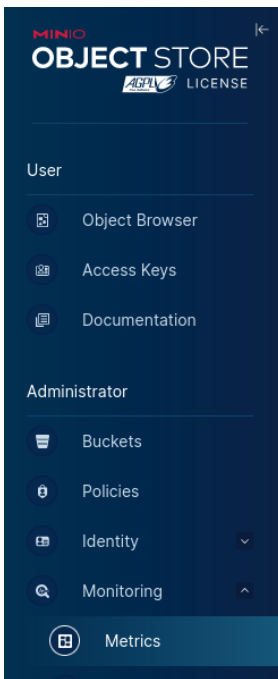 MINIO
OBJECT STORE
AGPLv3 LICENSE
User
Object Browser
Access Keys
Documentation
Administrator
Buckets
Policies
Identity
Monitoring
Metrics